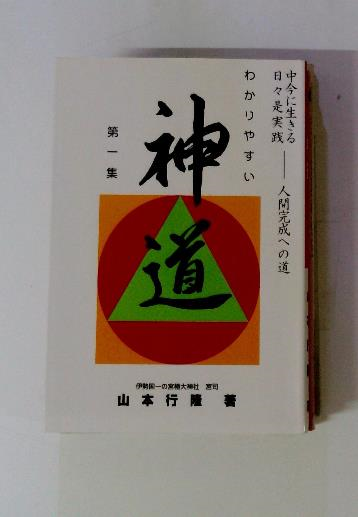 中今に生きる
日々是実践――人間完成への道
わかりやすい
神道
第一集
伊勢国一の宮椿大神社 宮司
山本行隆 著